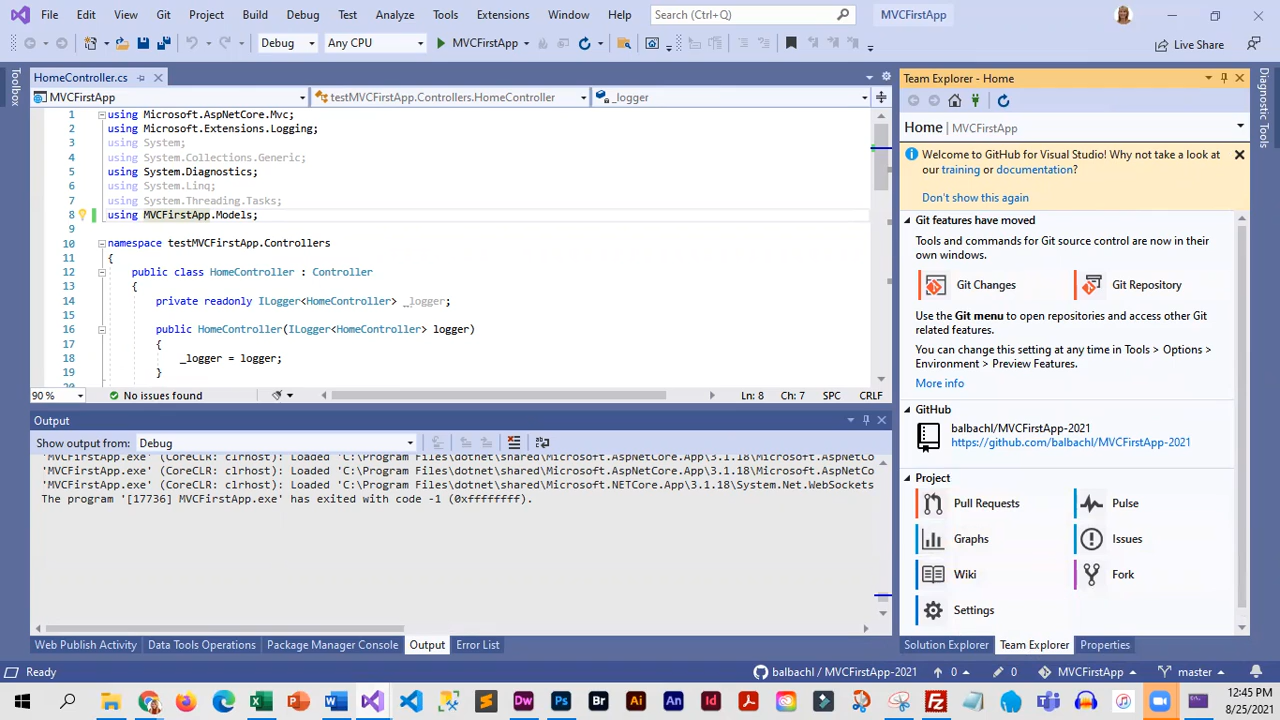 File Edit View Git Project Build Debug Test Analyze Tools Extensions Window Help Search (Ctrl+Q) MVCFirstApp
Debug Any CPU MVCFirstApp Live Share
Toolbox
HomeController.cs
MVCFirstApp testMVCFirstApp.Controllers.HomeController _logger
1 using Microsoft.AspNetCore.Mvc;
2 using Microsoft.Extensions.Logging;
3 using System;
4 using System.Collections.Generic;
5 using System.Diagnostics;
6 using System.Linq;
7 using System.Threading.Tasks;
8 using MVCFirstApp.Models;
9
10 namespace testMVCFirstApp.Controllers
11 {
12 public class HomeController : Controller
13 {
14 private readonly ILogger<HomeController> _logger;
15
16 public HomeController(ILogger<HomeController> logger)
17 {
18 _logger = logger;
19 }
90 % No issues found Ln: 8 Ch: 7 SPC CRLF
Output
Show output from: Debug
'MVCFirstApp.exe' (CoreCLR: clrhost): Loaded 'C:\Program Files\dotnet\shared\Microsoft.AspNetCore.App\3.1.18\Microsoft.AspNetCo
'MVCFirstApp.exe' (CoreCLR: clrhost): Loaded 'C:\Program Files\dotnet\shared\Microsoft.AspNetCore.App\3.1.18\Microsoft.AspNetCo
'MVCFirstApp.exe' (CoreCLR: clrhost): Loaded 'C:\Program Files\dotnet\shared\Microsoft.NETCore.App\3.1.18\System.Net.WebSockets
The program '[17736] MVCFirstApp.exe' has exited with code -1 (0xffffffff).
Web Publish Activity Data Tools Operations Package Manager Console Output Error List
Team Explorer - Home
Home | MVCFirstApp
Welcome to GitHub for Visual Studio! Why not take a look at
our training or documentation?
Don't show this again
Git features have moved
Tools and commands for Git source control are now in their
own windows.
Git Changes Git Repository
Use the Git menu to open repositories and access other Git
related features.
You can change this setting at any time in Tools > Options >
Environment > Preview Features.
More info
GitHub
balbachl/MVCFirstApp-2021
https://github.com/balbachl/MVCFirstApp-2021
Project
Pull Requests Pulse
Graphs Issues
Wiki Fork
Settings
Solution Explorer Team Explorer Properties
Diagnostic Tools
Ready balbachl / MVCFirstApp-2021 0 0 MVCFirstApp master
Dw Ps Br Ai An Id
12:45 PM
8/25/2021